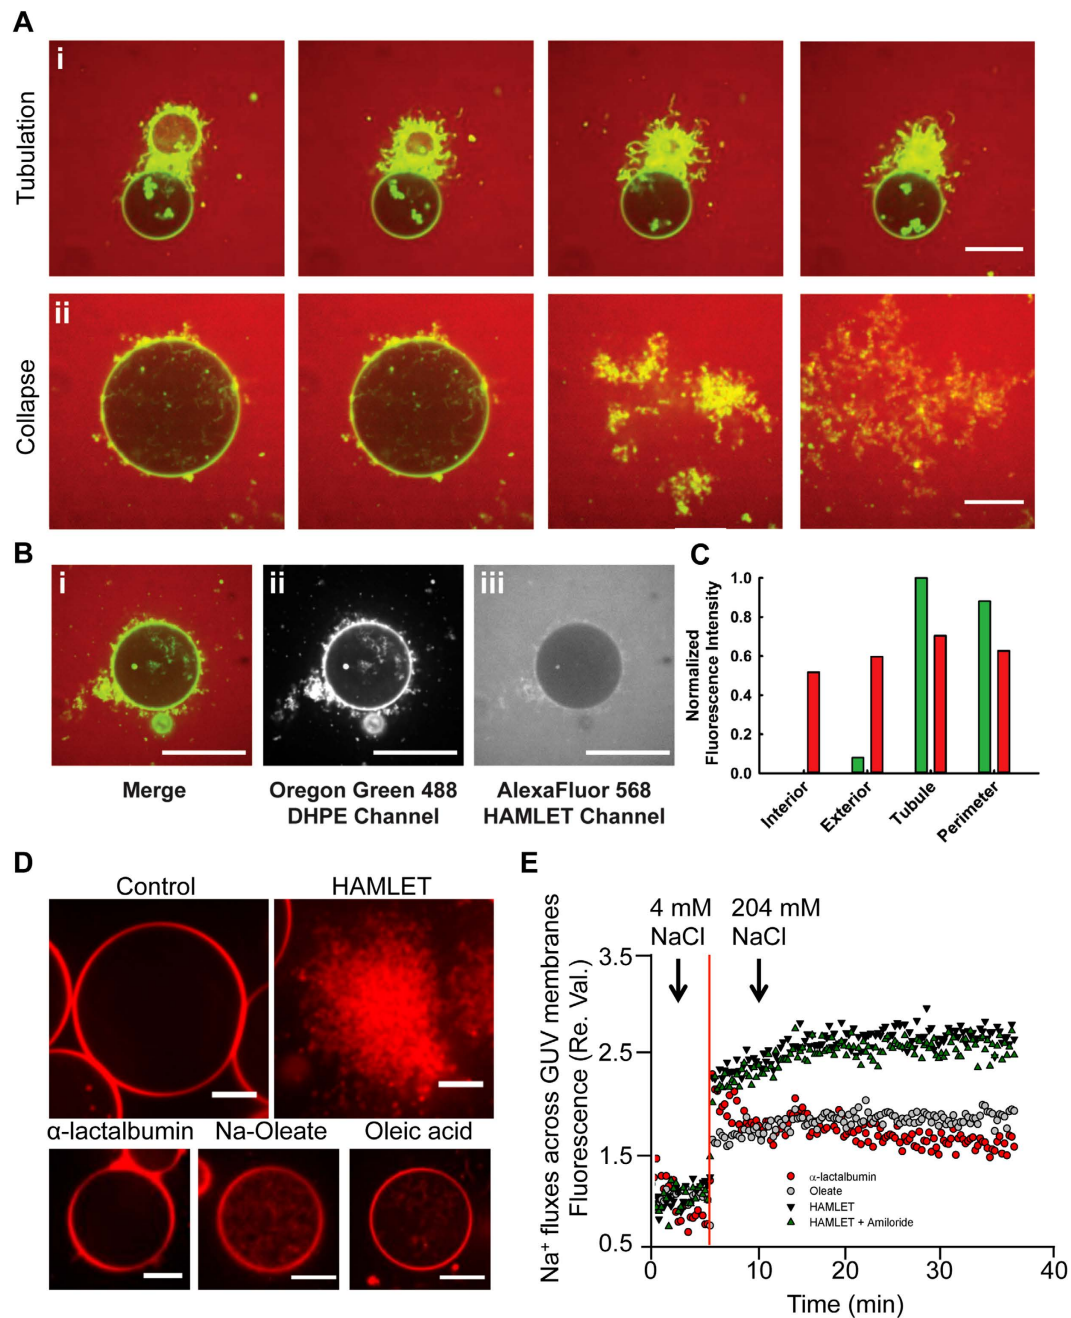 A
i
Tubulation
ii
Collapse
B
i
ii
iii
Merge
Oregon Green 488
DHPE Channel
AlexaFluor 568
HAMLET Channel
C
Normalized
Fluorescence Intensity
1.0
0.8
0.6
0.4
0.2
0.0
Interior
Exterior
Tubule
Perimeter
D
Control
HAMLET
α-lactalbumin
Na-Oleate
Oleic acid
E
4 mM
NaCl
204 mM
NaCl
Na⁺ fluxes across GUV membranes
Fluorescence (Re. Val.)
3.5
2.5
1.5
0.5
α-lactalbumin
Oleate
HAMLET
HAMLET + Amiloride
0
10
20
30
40
Time (min)